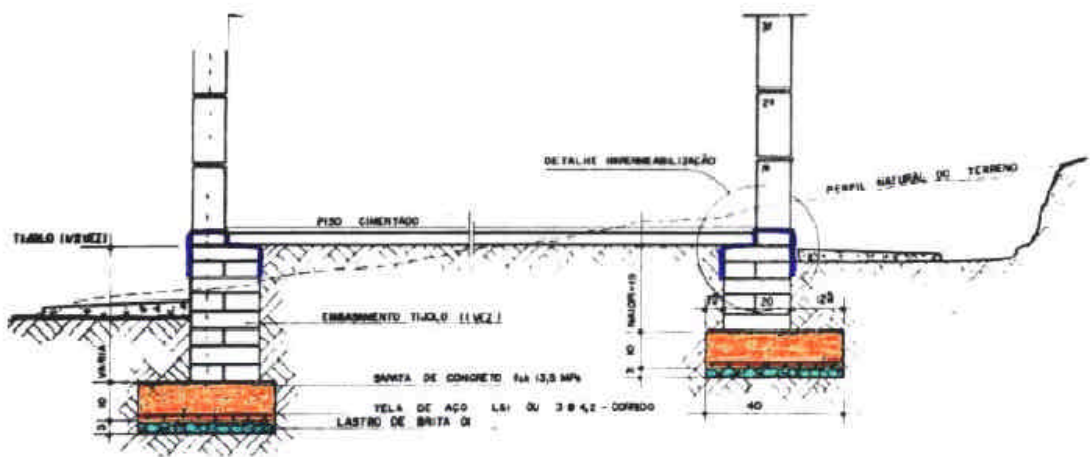 3ª
2ª
DETALHE IMPERMEABILIZAÇÃO
PERFIL NATURAL DO TERRENO
PISO CIMENTADO
TIJOLO (1/2 VEZ)
EMBASAMENTO TIJOLO (1 VEZ)
20
VARIA
10
3
10
3
SAPATA DE CONCRETO fck 13,5 MPa
TELA DE AÇO OU 3 Ø 4,2 - CORRIDO
40
LASTRO DE BRITA 01